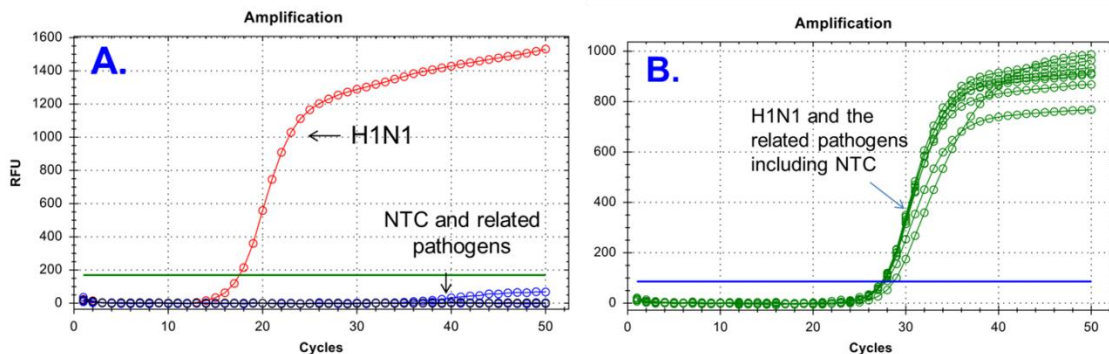 Amplification
A.
1600
1400
1200
1000
800
600
400
200
0
RFU
H1N1
NTC and related
pathogens
0 10 20 30 40 50
Cycles
Amplification
B.
1000
800
600
400
200
0
H1N1 and the
related pathogens
including NTC
0 10 20 30 40 50
Cycles